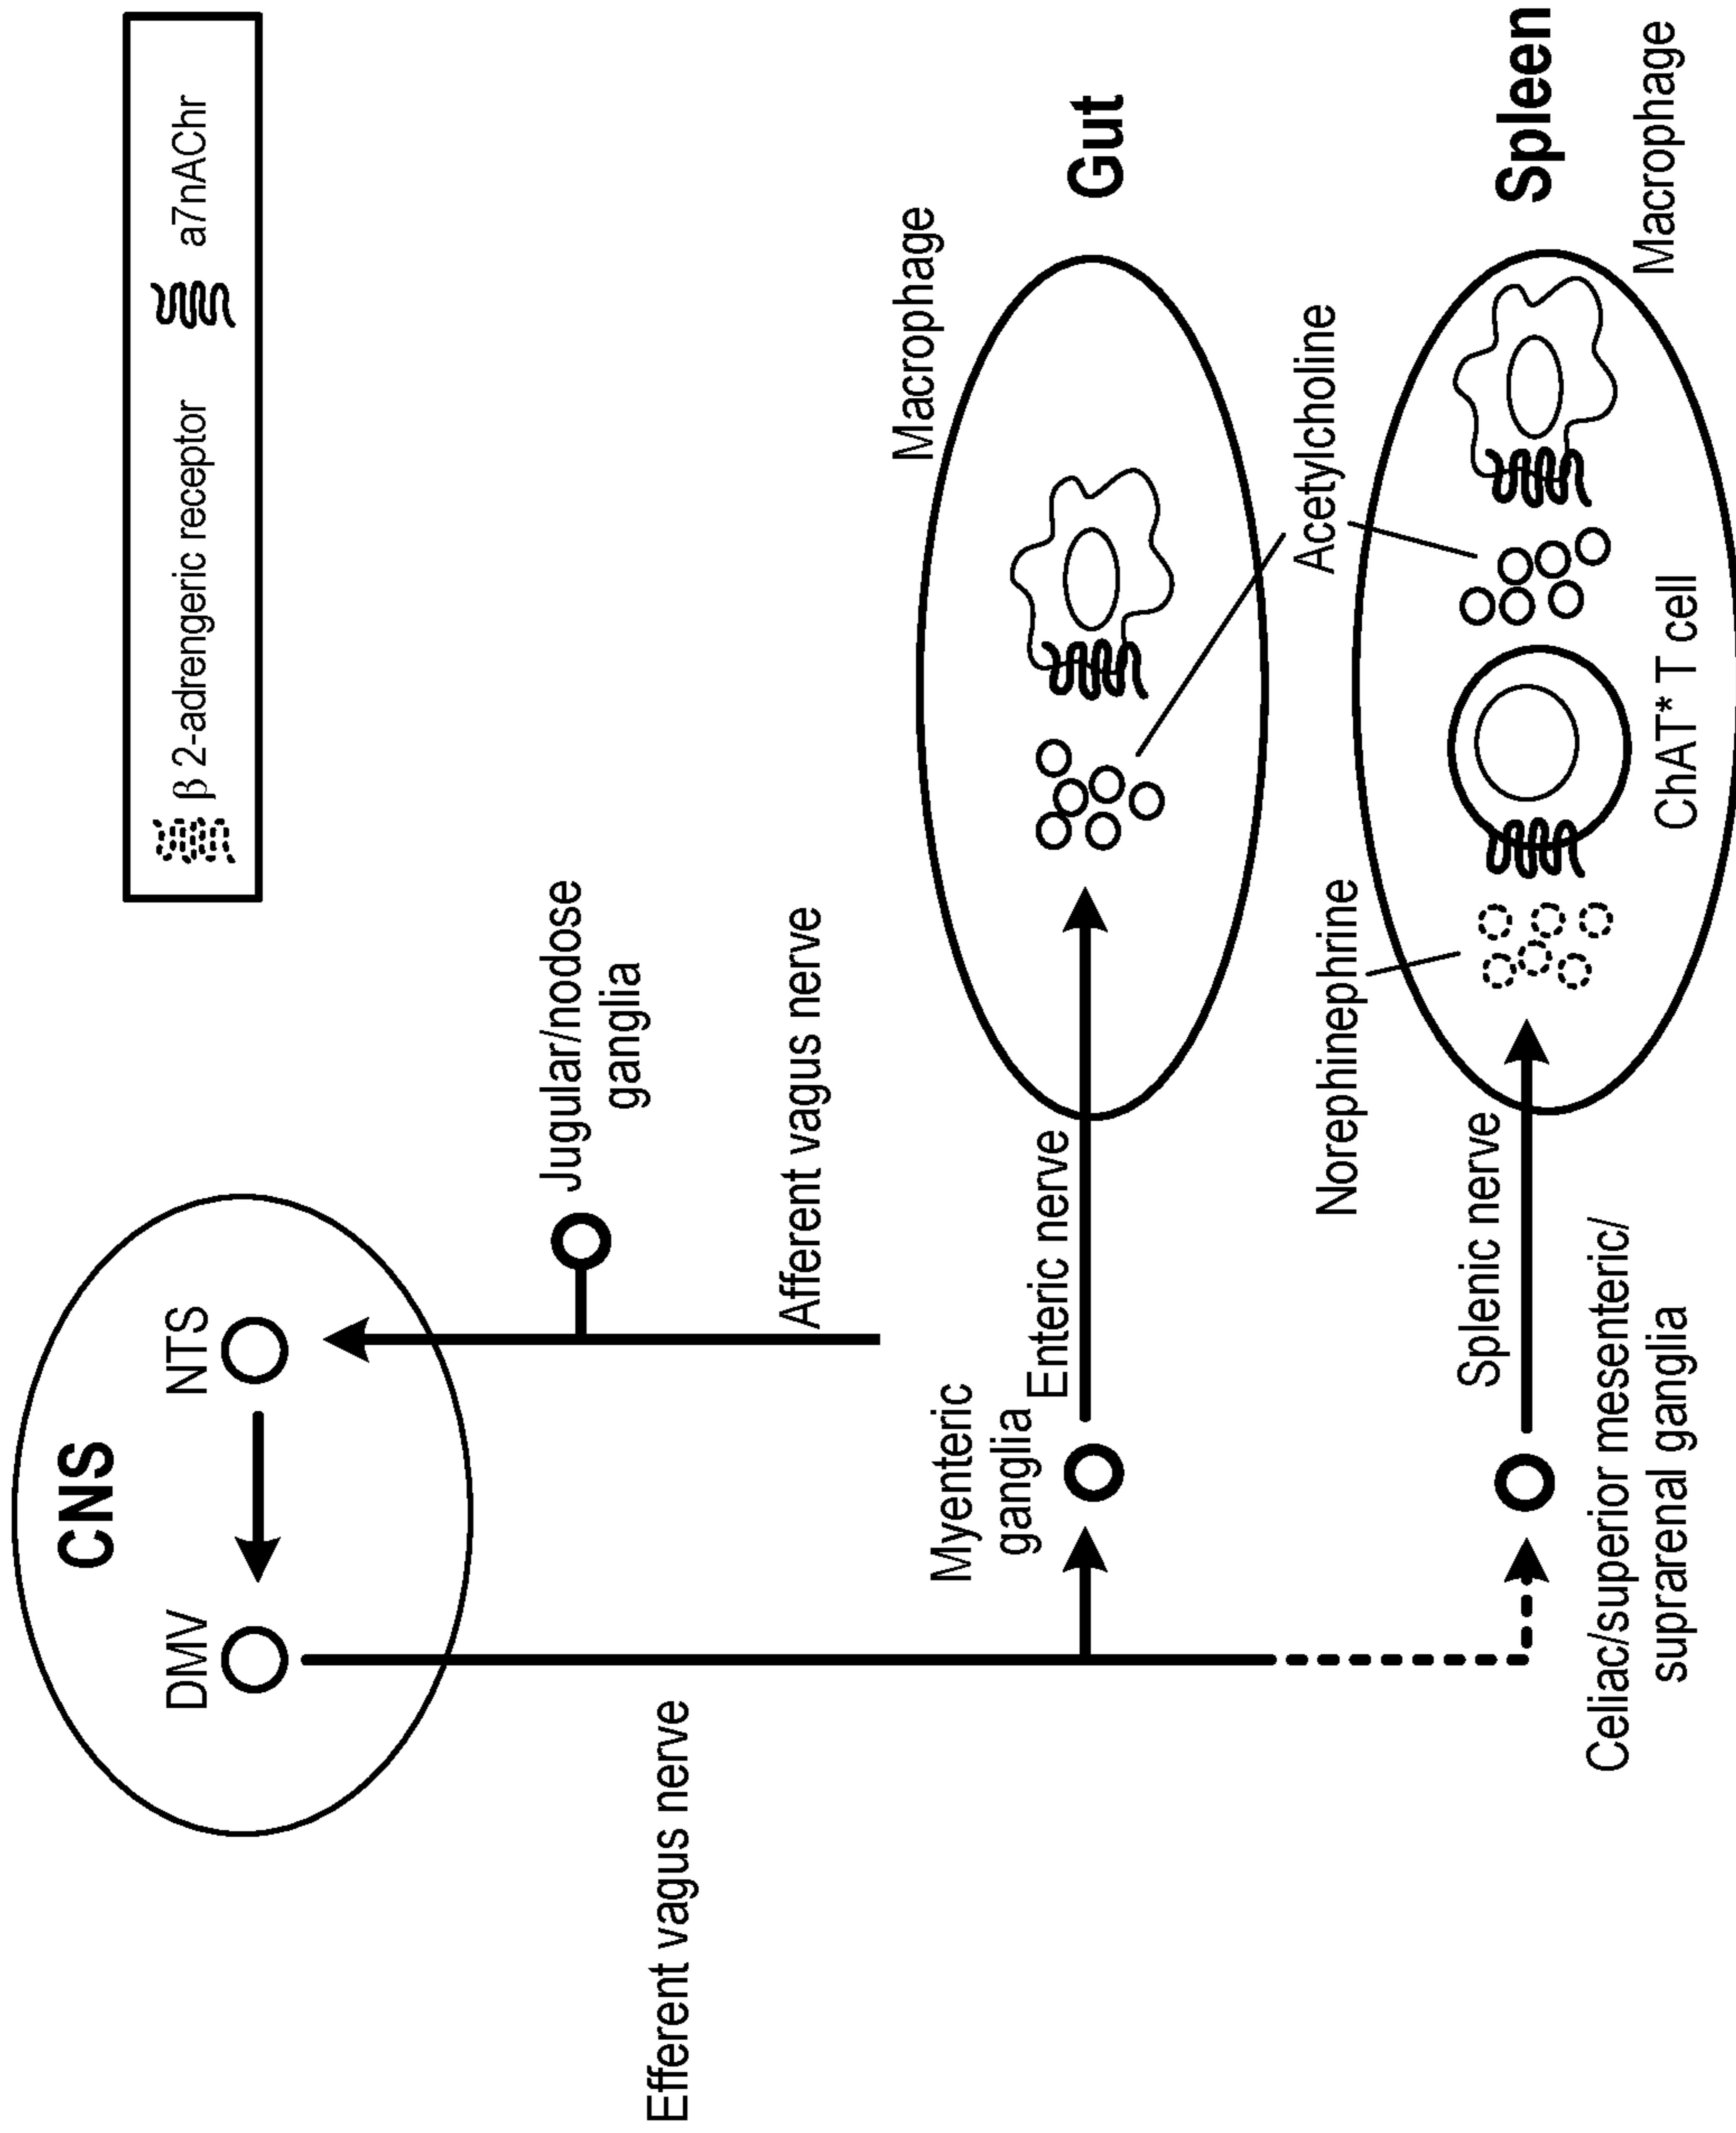 CNS
DMV
NTS
β 2-adrengeric receptor
a7nAChr
Jugular/nodose
ganglia
Efferent vagus nerve
Afferent vagus nerve
Macrophage
Myenteric
ganglia
Enteric nerve
Gut
Acetylcholine
Norephinephrine
Splenic nerve
Spleen
Celiac/superior mesenteric/
suprarenal ganglia
ChAT* T cell
Macrophage